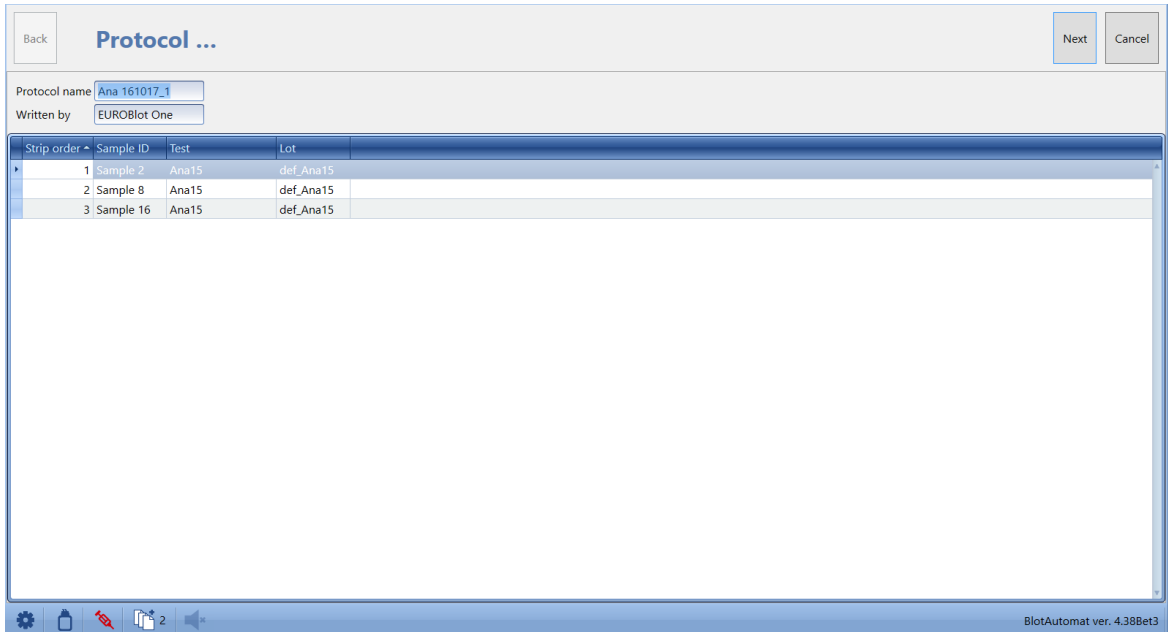 Back Protocol ... Next Cancel
Protocol name Ana 161017_1
Written by EUROBlot One
Strip order Sample ID Test Lot
1 Sample 2 Ana15 def_Ana15
2 Sample 8 Ana15 def_Ana15
3 Sample 16 Ana15 def_Ana15
2 BlotAutomat ver. 4.38Bet3